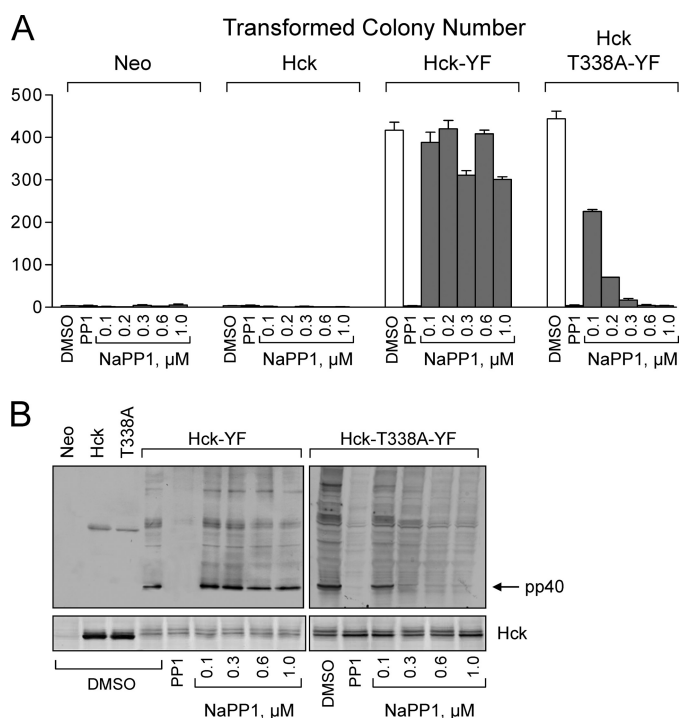 A
Transformed Colony Number
Neo
Hck
Hck-YF
Hck
T338A-YF
500
400
300
200
100
0
DMSO PP1 0.1 0.2 0.3 0.6 1.0 DMSO PP1 0.1 0.2 0.3 0.6 1.0 DMSO PP1 0.1 0.2 0.3 0.6 1.0 DMSO PP1 0.1 0.2 0.3 0.6 1.0
NaPP1, μM NaPP1, μM NaPP1, μM NaPP1, μM
B
Neo Hck T338A Hck-YF Hck-T338A-YF
pp40
Hck
DMSO PP1 0.1 0.3 0.6 1.0 DMSO PP1 0.1 0.3 0.6 1.0
NaPP1, μM NaPP1, μM